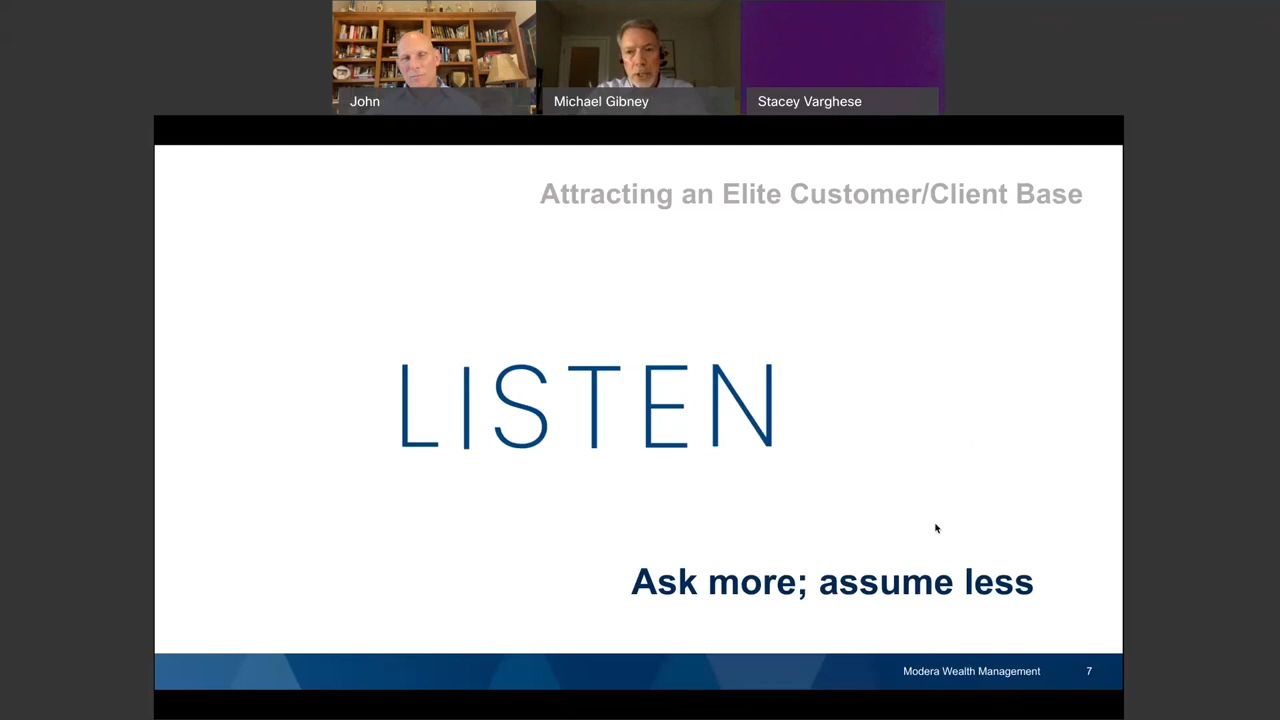 John
Michael Gibney
Stacey Varghese
Attracting an Elite Customer/Client Base
LISTEN
Ask more; assume less
Modera Wealth Management 7